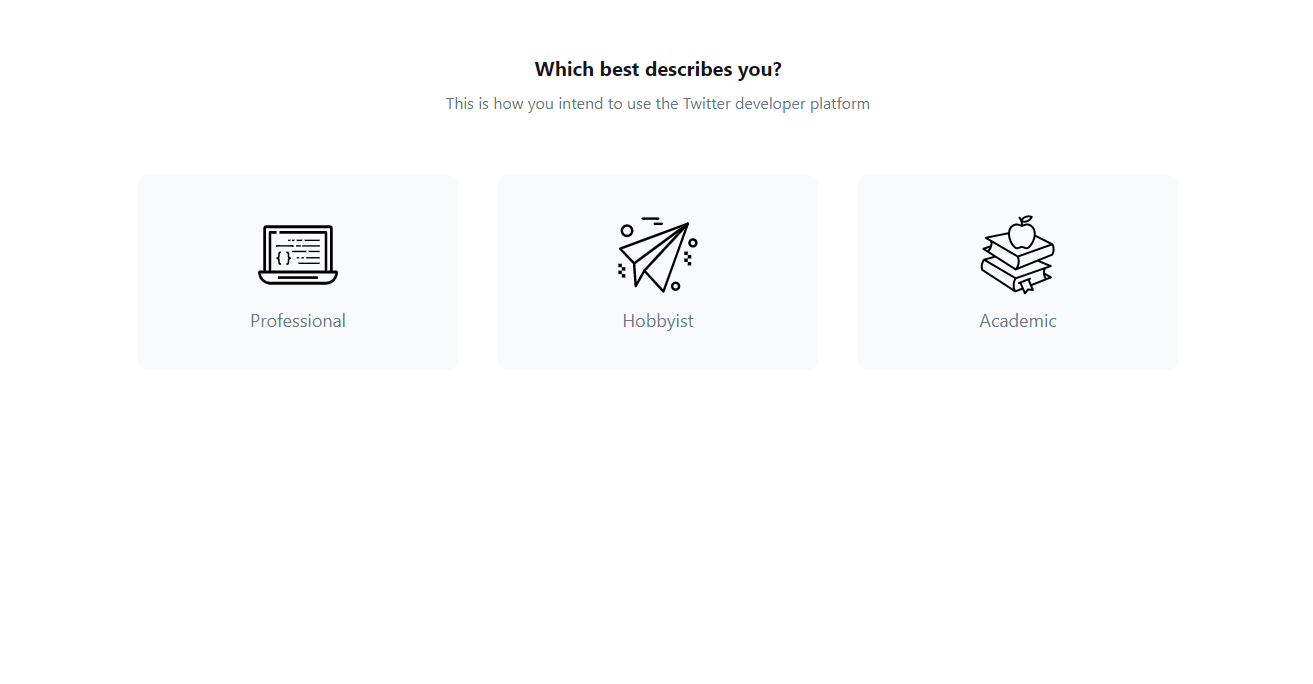 Which best describes you?
This is how you intend to use the Twitter developer platform
Professional
Hobbyist
Academic